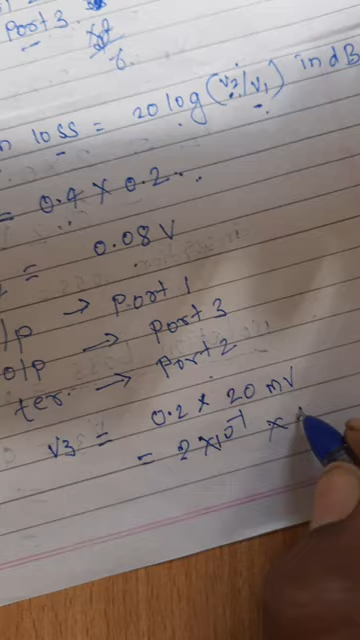 Port 3.
n loss = 20 log (V2/V1) in dB
= 0.4 × 0.2
= 0.08 V
/p → Port 1
o/p → Port 3
ter. → Port 2
V3 = 0.2 × 20 mV
= 2 × 10^-1 ×